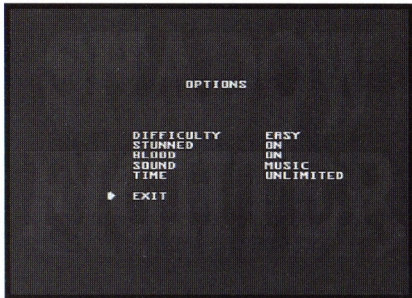 OPTIONS
DIFFICULTY EASY
STUNNED ON
BLOOD ON
SOUND MUSIC
TIME UNLIMITED
EXIT